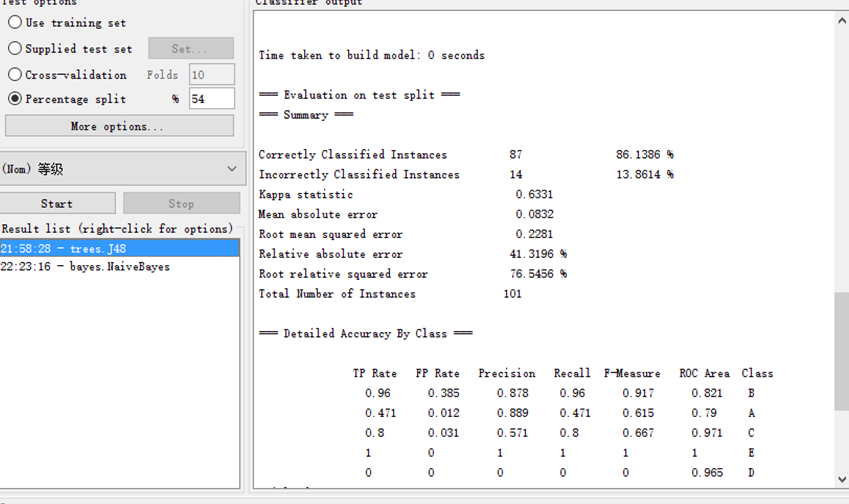 Test options
Use training set
Supplied test set Set...
Cross-validation Folds 10
Percentage split % 54
More options...
(Nom) 等级
Start Stop
Result list (right-click for options)
21:58:28 - trees.J48
22:23:16 - bayes.NaiveBayes
Classifier output
Time taken to build model: 0 seconds
=== Evaluation on test split ===
=== Summary ===
Correctly Classified Instances 87 86.1386 %
Incorrectly Classified Instances 14 13.8614 %
Kappa statistic 0.6331
Mean absolute error 0.0832
Root mean squared error 0.2281
Relative absolute error 41.3196 %
Root relative squared error 76.5456 %
Total Number of Instances 101
=== Detailed Accuracy By Class ===
TP Rate FP Rate Precision Recall F-Measure ROC Area Class
0.96 0.385 0.878 0.96 0.917 0.821 B
0.471 0.012 0.889 0.471 0.615 0.79 A
0.8 0.031 0.571 0.8 0.667 0.971 C
1 0 1 1 1 1 E
0 0 0 0 0 0.965 D